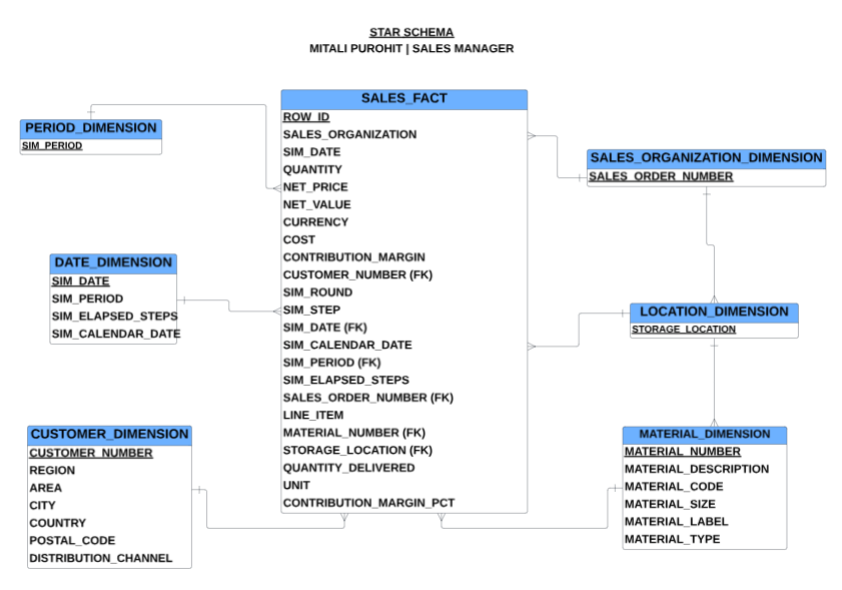 STAR SCHEMA
MITALI PUROHIT | SALES MANAGER
SALES_FACT
ROW_ID
SALES_ORGANIZATION
SIM_DATE
QUANTITY
NET_PRICE
NET_VALUE
CURRENCY
COST
CONTRIBUTION_MARGIN
CUSTOMER_NUMBER (FK)
SIM_ROUND
SIM_STEP
SIM_DATE (FK)
SIM_CALENDAR_DATE
SIM_PERIOD (FK)
SIM_ELAPSED_STEPS
SALES_ORDER_NUMBER (FK)
LINE_ITEM
MATERIAL_NUMBER (FK)
STORAGE_LOCATION (FK)
QUANTITY_DELIVERED
UNIT
CONTRIBUTION_MARGIN_PCT
PERIOD_DIMENSION
SIM_PERIOD
DATE_DIMENSION
SIM_DATE
SIM_PERIOD
SIM_ELAPSED_STEPS
SIM_CALENDAR_DATE
CUSTOMER_DIMENSION
CUSTOMER_NUMBER
REGION
AREA
CITY
COUNTRY
POSTAL_CODE
DISTRIBUTION_CHANNEL
SALES_ORGANIZATION_DIMENSION
SALES_ORDER_NUMBER
LOCATION_DIMENSION
STORAGE_LOCATION
MATERIAL_DIMENSION
MATERIAL_NUMBER
MATERIAL_DESCRIPTION
MATERIAL_CODE
MATERIAL_SIZE
MATERIAL_LABEL
MATERIAL_TYPE